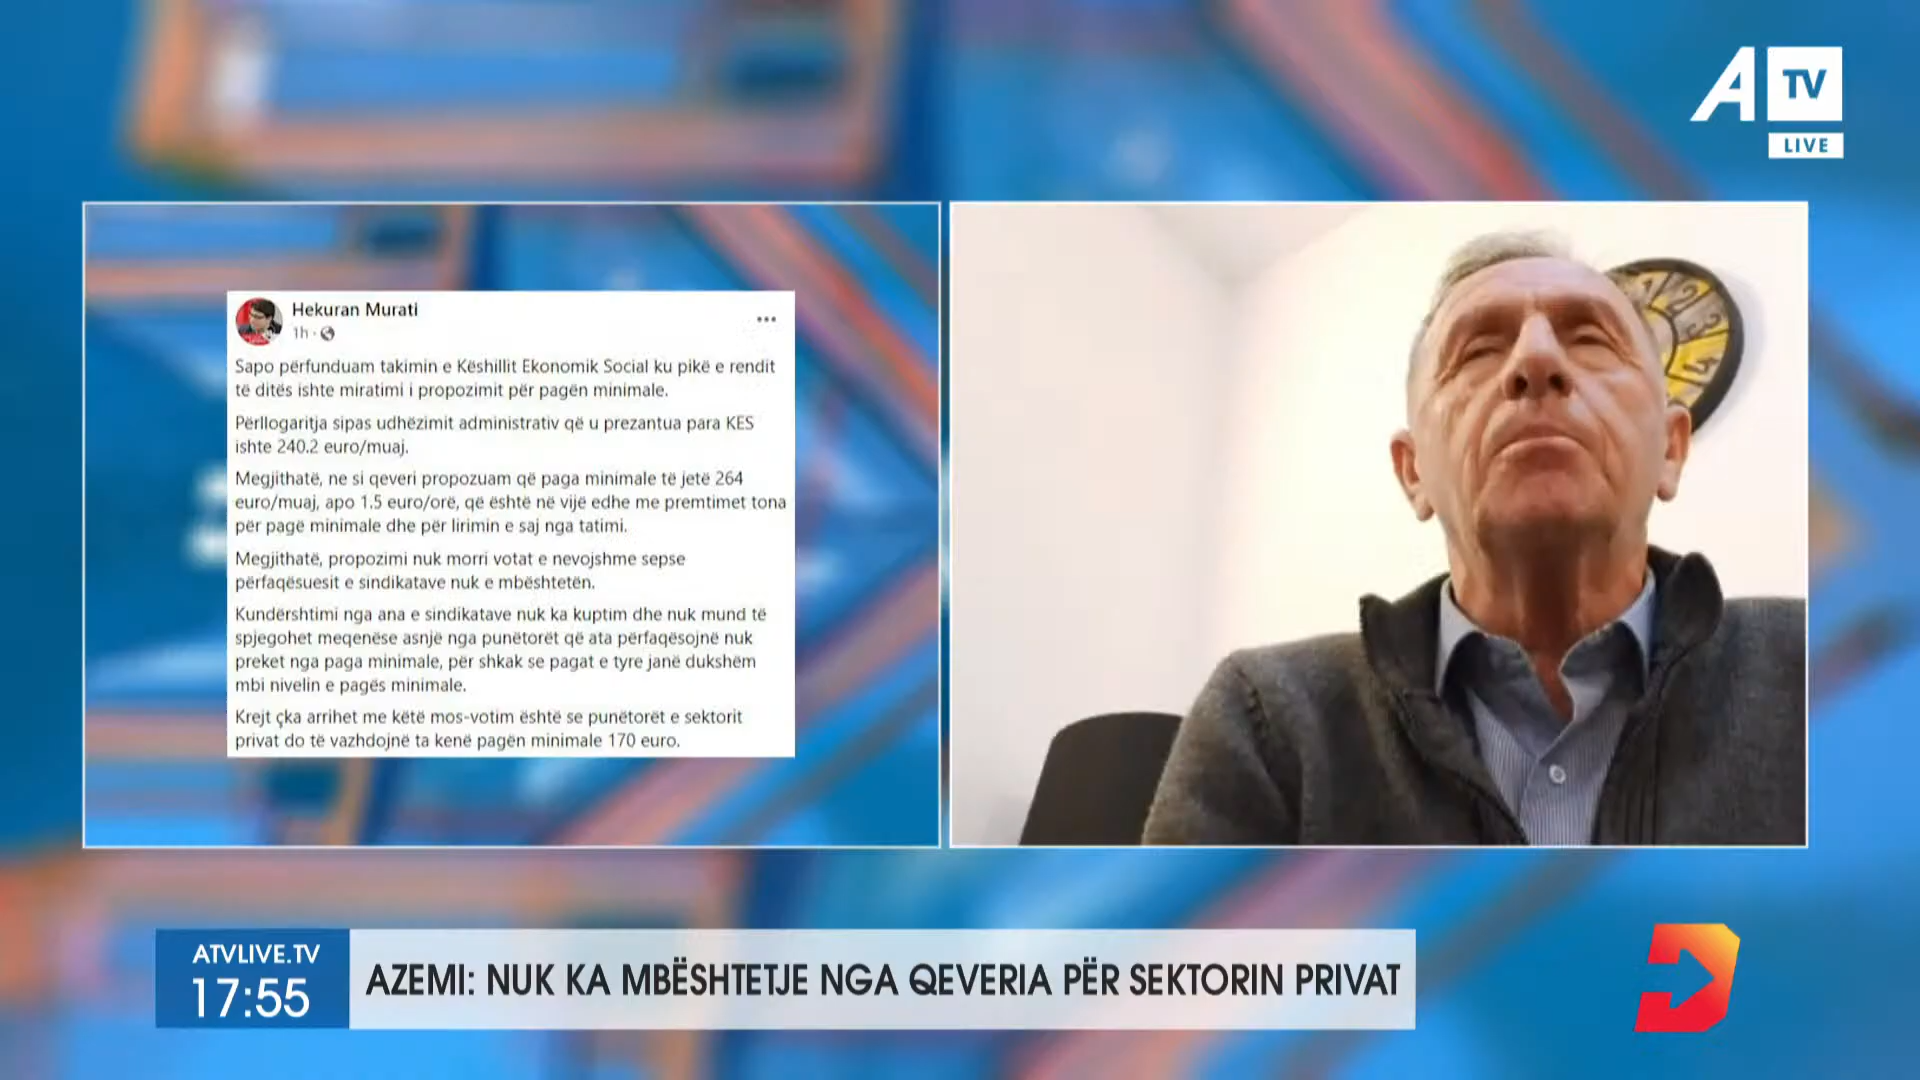 A TV
LIVE
Hekuran Murati
1h ·
Sapo përfunduam takimin e Këshillit Ekonomik Social ku pikë e rendit
të ditës ishte miratimi i propozimit për pagën minimale.
Përllogaritja sipas udhëzimit administrativ që u prezantua para KES
ishte 240.2 euro/muaj.
Megjithatë, ne si qeveri propozuam që paga minimale të jetë 264
euro/muaj, apo 1.5 euro/orë, që është në vijë edhe me premtimet tona
për pagë minimale dhe për lirimin e saj nga tatimi.
Megjithatë, propozimi nuk morri votat e nevojshme sepse
përfaqësuesit e sindikatave nuk e mbështetën.
Kundërshtimi nga ana e sindikatave nuk ka kuptim dhe nuk mund të
spjegohet meqenëse asnjë nga punëtorët që ata përfaqësojnë nuk
preket nga paga minimale, për shkak se pagat e tyre janë dukshëm
mbi nivelin e pagës minimale.
Krejt çka arrihet me këtë mos-votim është se punëtorët e sektorit
privat do të vazhdojnë ta kenë pagën minimale 170 euro.
1 2 3 4
ATVLIVE.TV
17:55
AZEMI: NUK KA MBËSHTETJE NGA QEVERIA PËR SEKTORIN PRIVAT